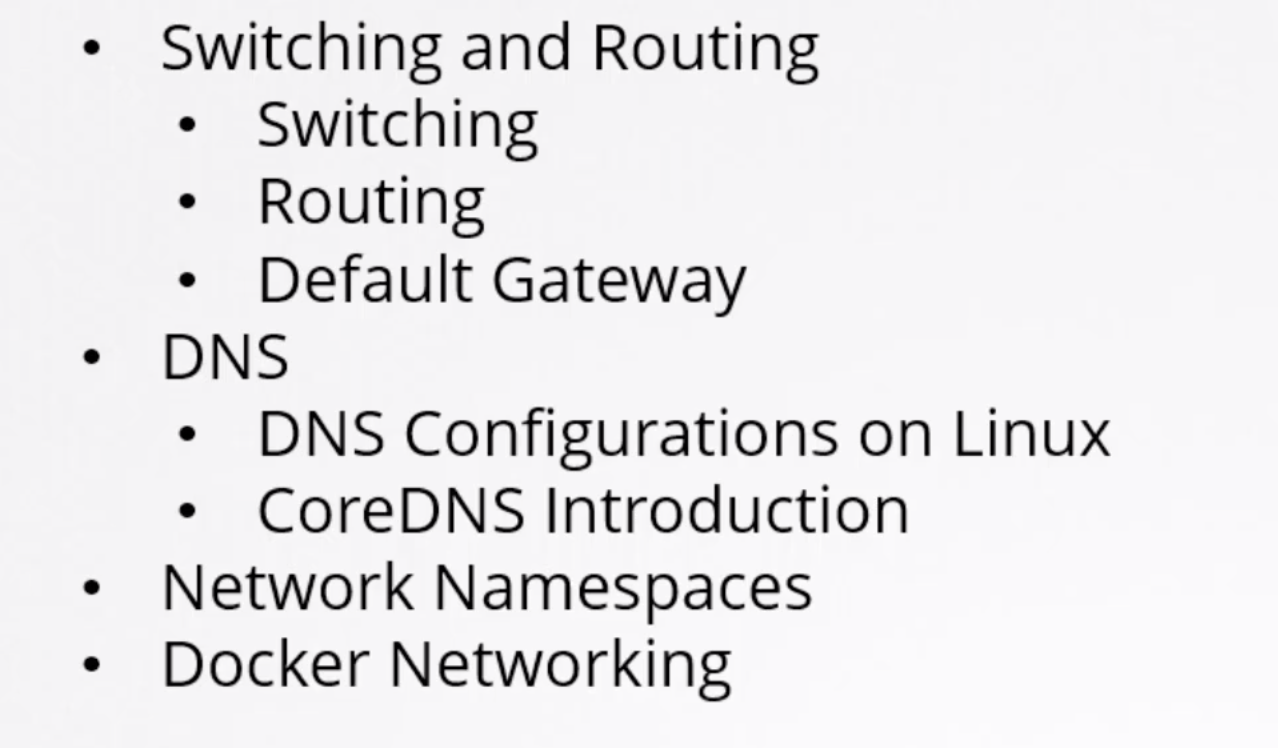 • Switching and Routing
• Switching
• Routing
• Default Gateway
• DNS
• DNS Configurations on Linux
• CoreDNS Introduction
• Network Namespaces
• Docker Networking